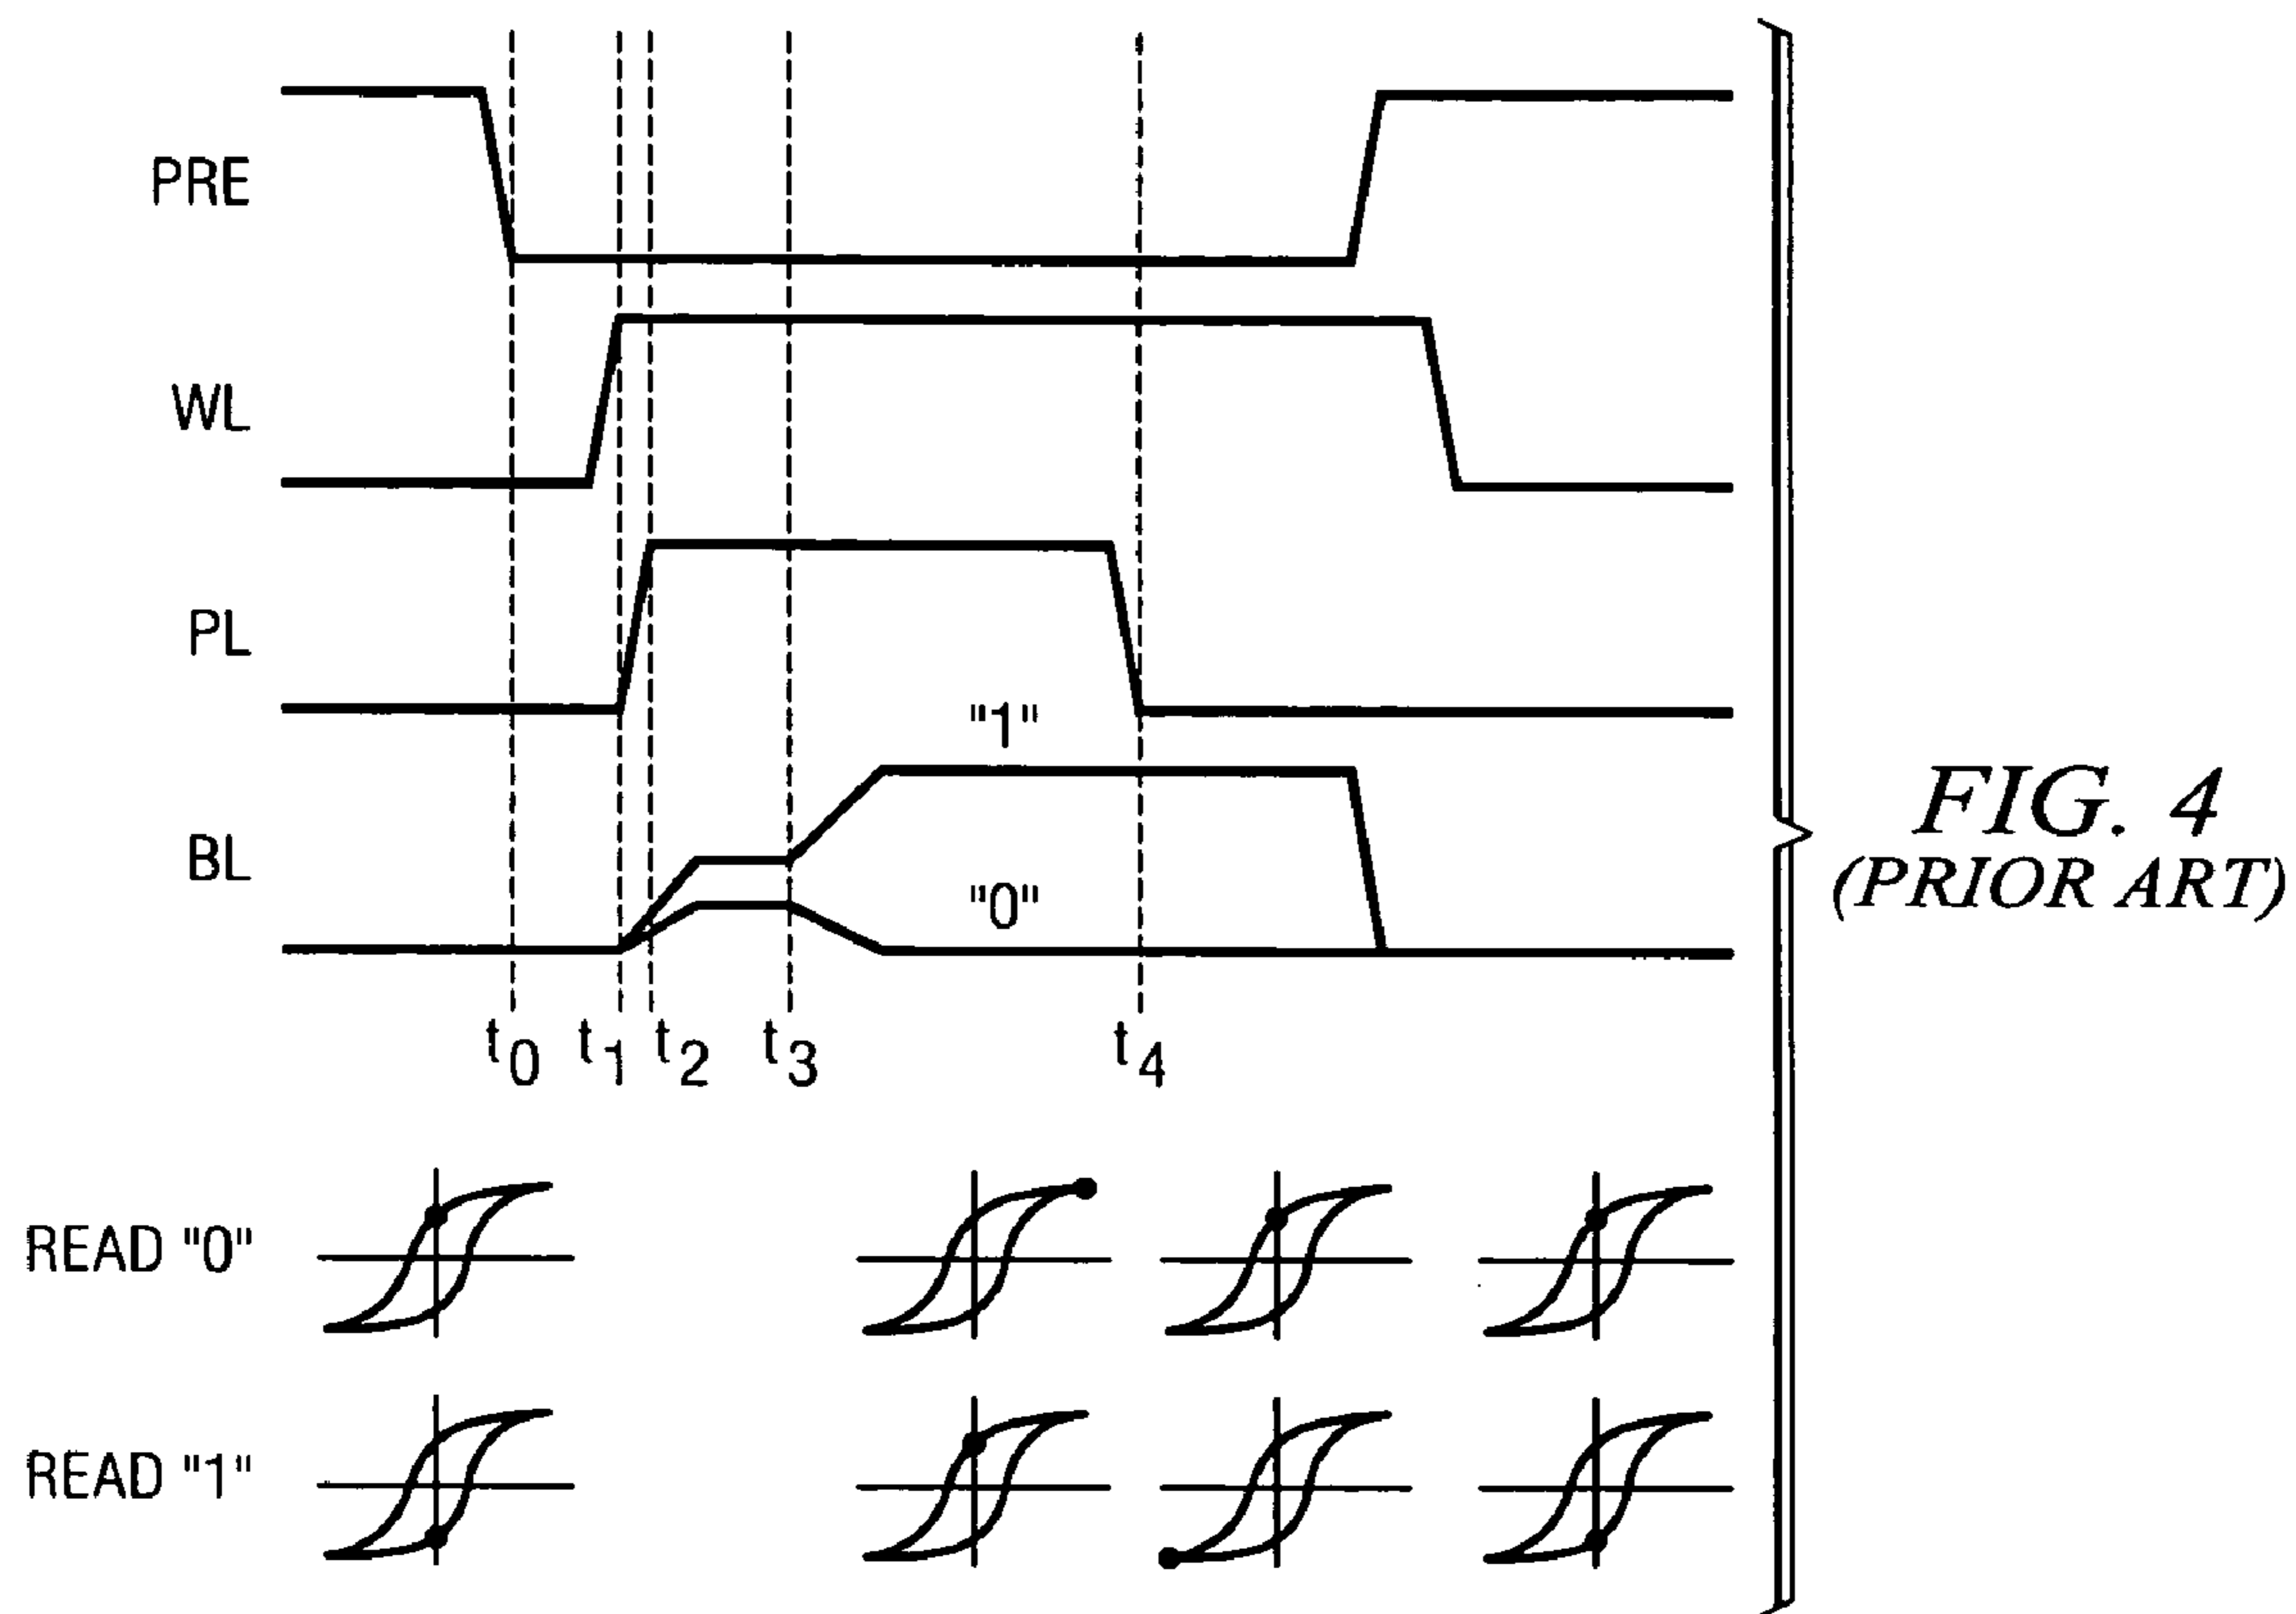 PRE
WL
PL
"1"
BL
"0"
t0 t1 t2 t3 t4
READ "0"
READ "1"
FIG. 4
(PRIOR ART)